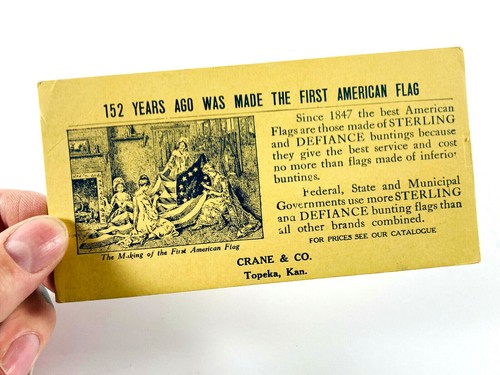 152 YEARS AGO WAS MADE THE FIRST AMERICAN FLAG
Since 1847 the best American
Flags are those made of STERLING
and DEFIANCE buntings because
they give the best service and cost
no more than flags made of inferior
buntings.
Federal, State and Municipal
Governments use more STERLING
and DEFIANCE bunting flags than
all other brands combined.
FOR PRICES SEE OUR CATALOGUE
The Making of the First American Flag
CRANE & CO.
Topeka, Kan.